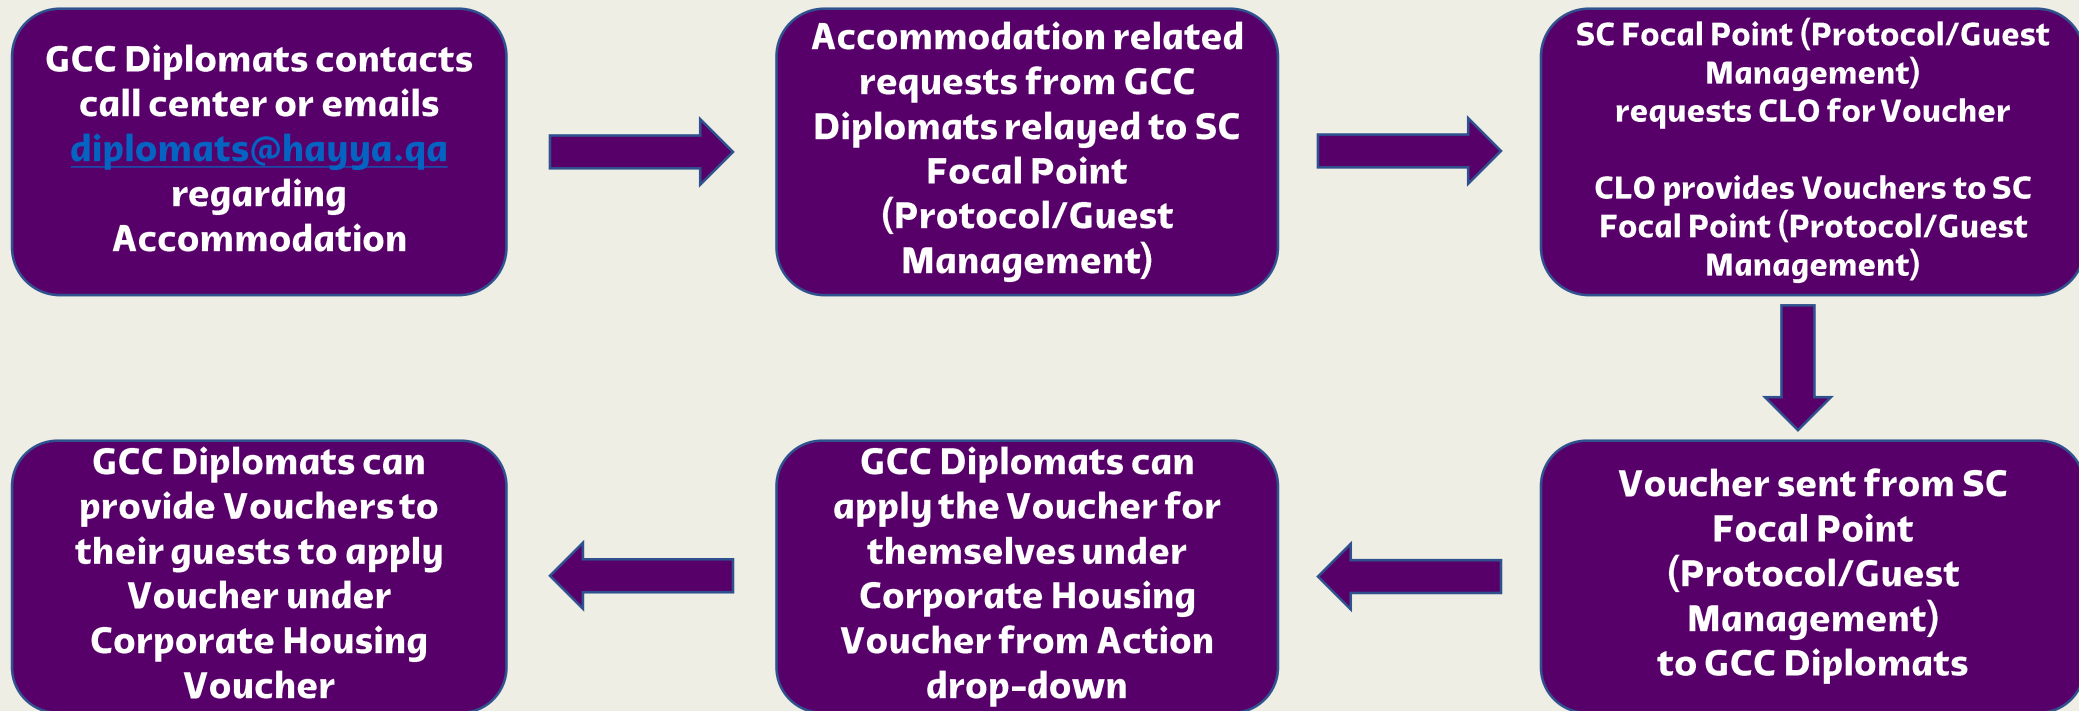 GCC Diplomats contacts
call center or emails
diplomats@hayya.qa
regarding
Accommodation
Accommodation related
requests from GCC
Diplomats relayed to SC
Focal Point
(Protocol/Guest
Management)
SC Focal Point (Protocol/Guest
Management)
requests CLO for Voucher
CLO provides Vouchers to SC
Focal Point (Protocol/Guest
Management)
Voucher sent from SC
Focal Point
(Protocol/Guest
Management)
to GCC Diplomats
GCC Diplomats can
apply the Voucher for
themselves under
Corporate Housing
Voucher from Action
drop-down
GCC Diplomats can
provide Vouchers to
their guests to apply
Voucher under
Corporate Housing
Voucher